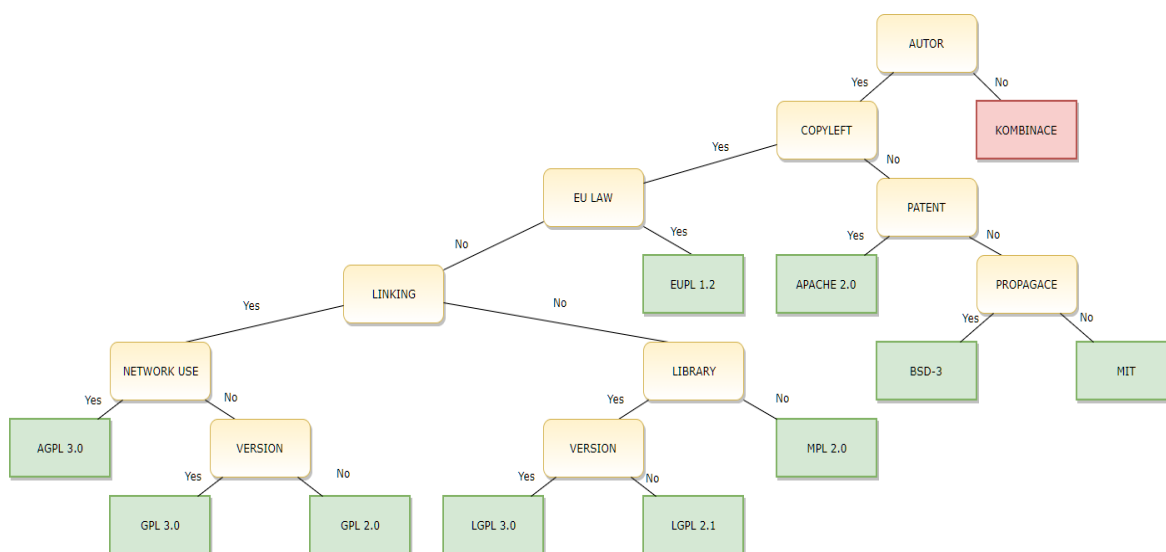 AUTOR
Yes
No
COPYLEFT
KOMBINACE
Yes
No
EU LAW
PATENT
No
Yes
Yes
No
LINKING
EUPL 1.2
APACHE 2.0
PROPAGACE
Yes
No
Yes
No
NETWORK USE
LIBRARY
BSD-3
MIT
Yes
No
Yes
No
AGPL 3.0
VERSION
VERSION
MPL 2.0
Yes
No
Yes
No
GPL 3.0
GPL 2.0
LGPL 3.0
LGPL 2.1